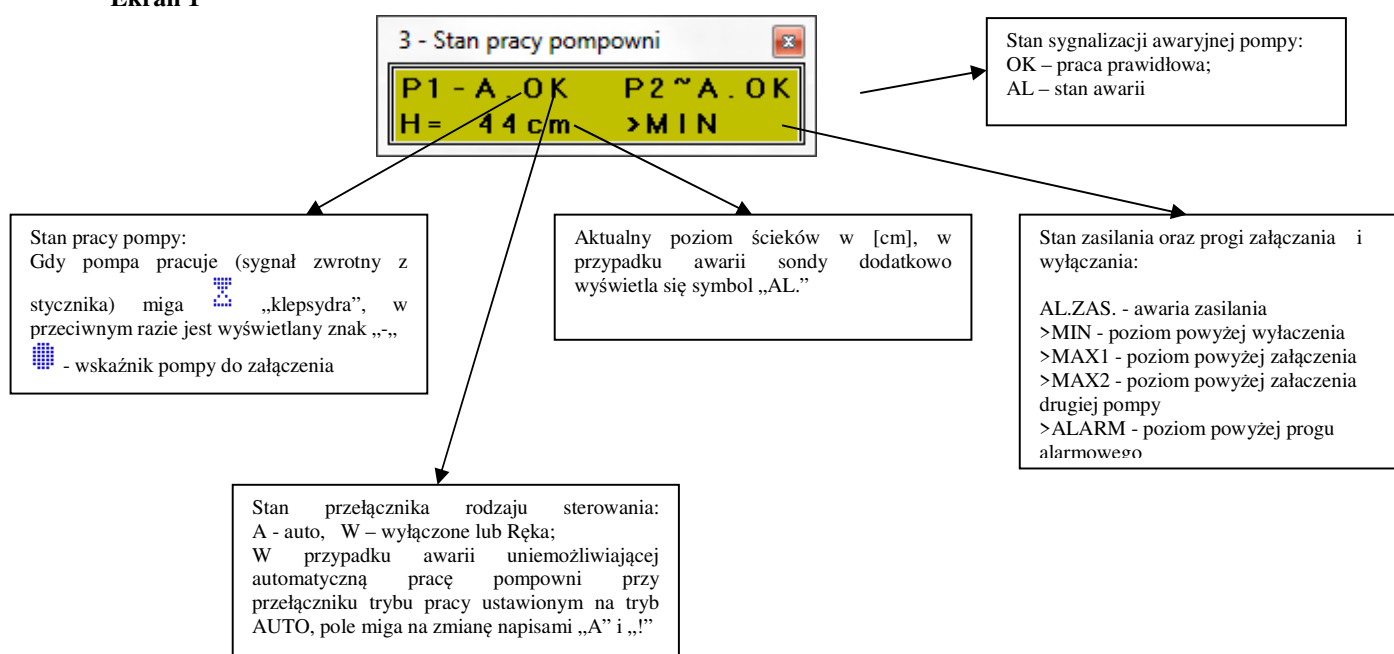 Ekran 1
3 - Stan pracy pompowni
P1-A.OK P2~A.OK
H= 44cm >MIN
Stan sygnalizacji awaryjnej pompy:
OK – praca prawidłowa;
AL – stan awarii
Stan pracy pompy:
Gdy pompa pracuje (sygnał zwrotny z
stycznika) miga „klepsydra”, w
przeciwnym razie jest wyświetlany znak „-„
- wskaźnik pompy do załączenia
Aktualny poziom ścieków w [cm], w
przypadku awarii sondy dodatkowo
wyświetla się symbol „AL.”
Stan zasilania oraz progi załączania i
wyłączania:
AL.ZAS. - awaria zasilania
>MIN - poziom powyżej wyłaczenia
>MAX1 - poziom powyżej załączenia
>MAX2 - poziom powyżej załaczenia
drugiej pompy
>ALARM - poziom powyżej progu
alarmowego
Stan przełącznika rodzaju sterowania:
A - auto, W – wyłączone lub Ręka;
W przypadku awarii uniemożliwiającej
automatyczną pracę pompowni przy
przełączniku trybu pracy ustawionym na tryb
AUTO, pole miga na zmianę napisami „A” i „!”